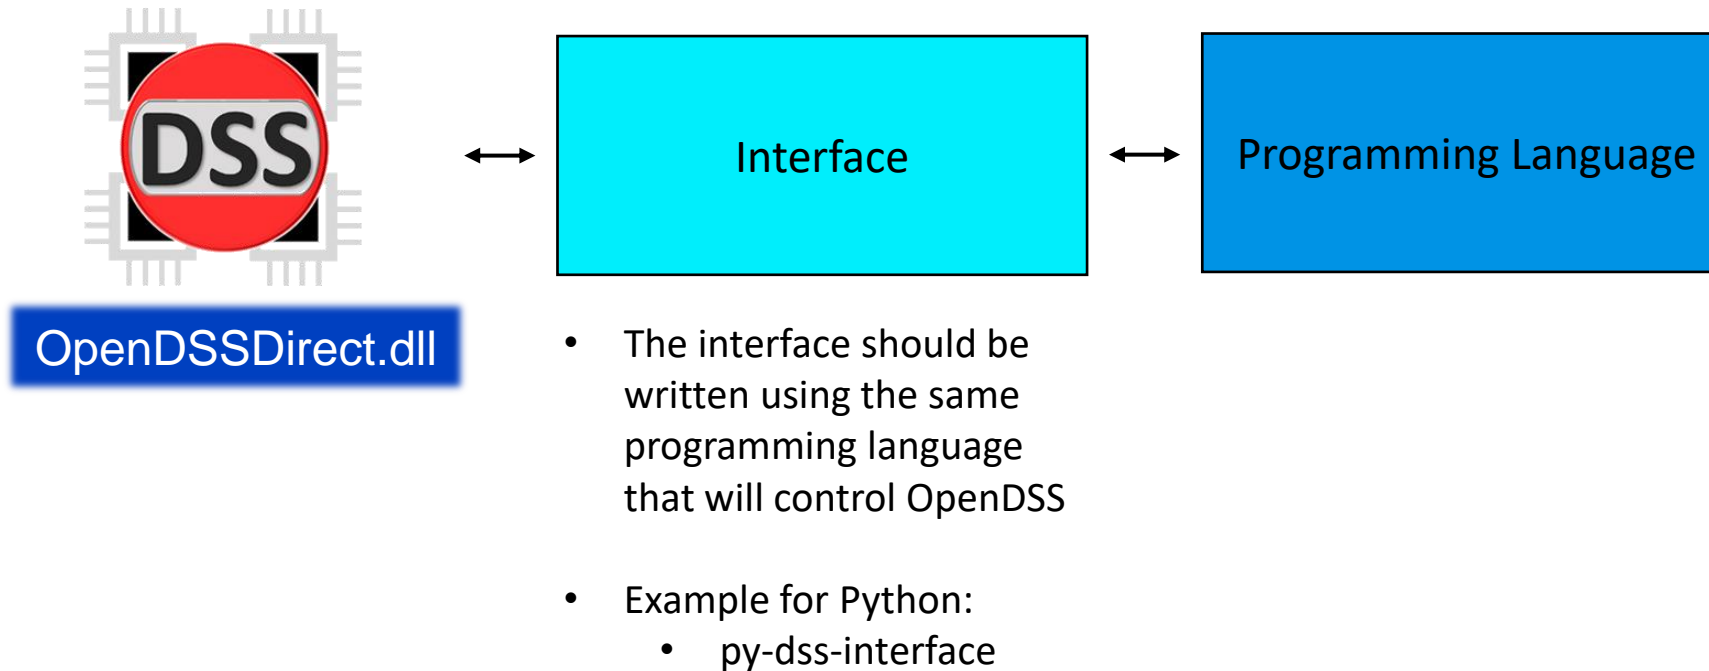 DSS
Interface
Programming Language
OpenDSSDirect.dll
• The interface should be
written using the same
programming language
that will control OpenDSS
• Example for Python:
• py-dss-interface